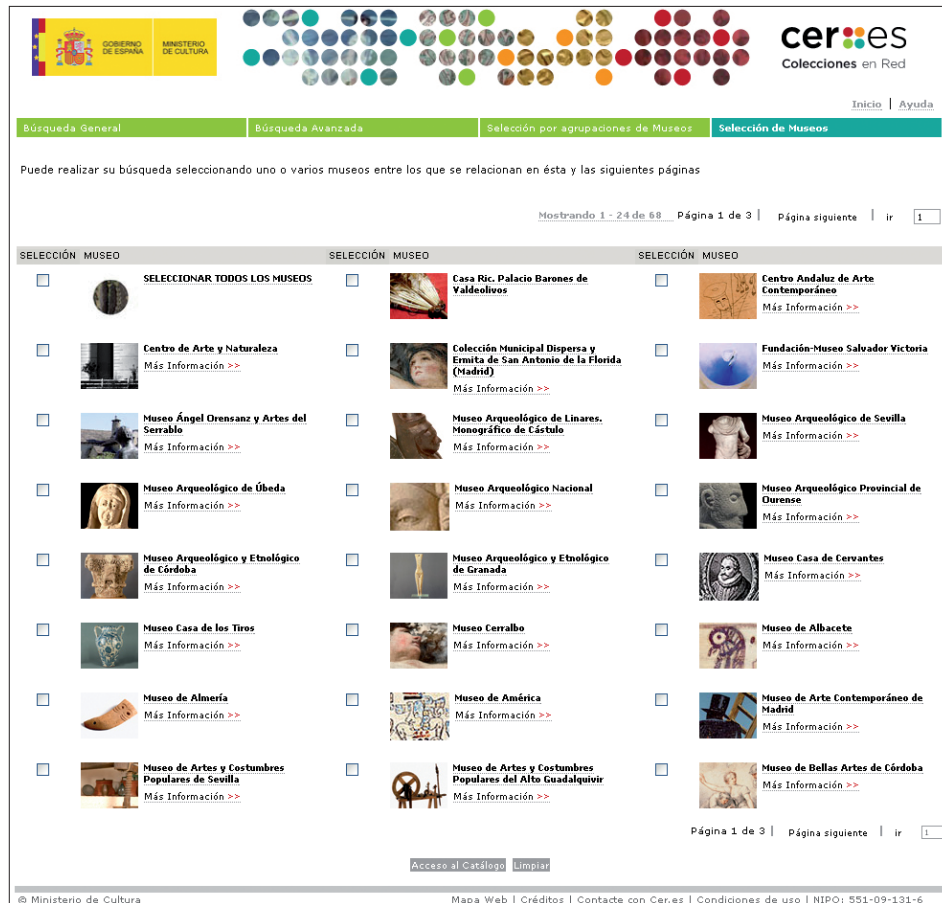 GOBIERNO
DE ESPAÑA
MINISTERIO
DE CULTURA
cer.es
Colecciones en Red
Inicio | Ayuda
Búsqueda General
Búsqueda Avanzada
Selección por agrupaciones de Museos
Selección de Museos
Puede realizar su búsqueda seleccionando uno o varios museos entre los que se relacionan en ésta y las siguientes páginas
Mostrando 1 - 24 de 68 Página 1 de 3 | Página siguiente | ir 1
SELECCIÓN MUSEO SELECCIÓN MUSEO SELECCIÓN MUSEO
SELECCIONAR TODOS LOS MUSEOS
Casa Ric. Palacio Barones de
Valdeolivos
Centro Andaluz de Arte
Contemporáneo
Más Información >>
Centro de Arte y Naturaleza
Más Información >>
Colección Municipal Dispersa y
Ermita de San Antonio de la Florida
(Madrid)
Más Información >>
Fundación-Museo Salvador Victoria
Más Información >>
Museo Ángel Orensanz y Artes del
Serrablo
Más Información >>
Museo Arqueológico de Linares.
Monográfico de Cástulo
Más Información >>
Museo Arqueológico de Sevilla
Más Información >>
Museo Arqueológico de Úbeda
Más Información >>
Museo Arqueológico Nacional
Más Información >>
Museo Arqueológico Provincial de
Ourense
Más Información >>
Museo Arqueológico y Etnológico
de Córdoba
Más Información >>
Museo Arqueológico y Etnológico
de Granada
Más Información >>
Museo Casa de Cervantes
Más Información >>
Museo Casa de los Tiros
Más Información >>
Museo Cerralbo
Más Información >>
Museo de Albacete
Más Información >>
Museo de Almería
Más Información >>
Museo de América
Más Información >>
Museo de Arte Contemporáneo de
Madrid
Más Información >>
Museo de Artes y Costumbres
Populares de Sevilla
Más Información >>
Museo de Artes y Costumbres
Populares del Alto Guadalquivir
Más Información >>
Museo de Bellas Artes de Córdoba
Más Información >>
Página 1 de 3 | Página siguiente | ir 1
Acceso al Catálogo Limpiar
© Ministerio de Cultura
Mapa Web | Créditos | Contacte con Cer.es | Condiciones de uso | NIPO: 551-09-131-6